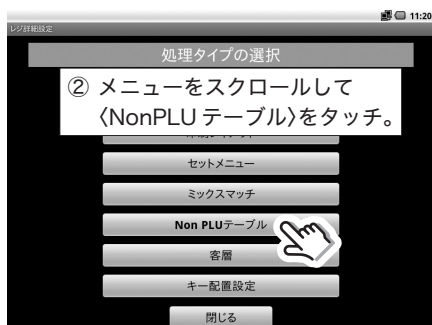 11:20
レジ詳細設定
処理タイプの選択
② メニューをスクロールして
〈NonPLU テーブル〉をタッチ。
セットメニュー
ミックスマッチ
Non PLUテーブル
客層
キー配置設定
閉じる